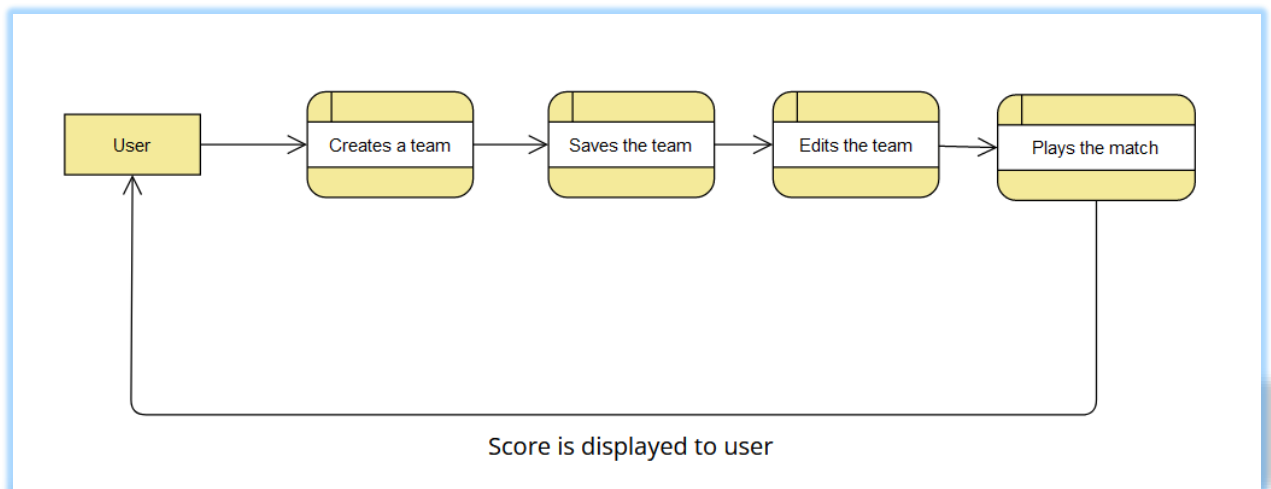 User
Creates a team
Saves the team
Edits the team
Plays the match
Score is displayed to user